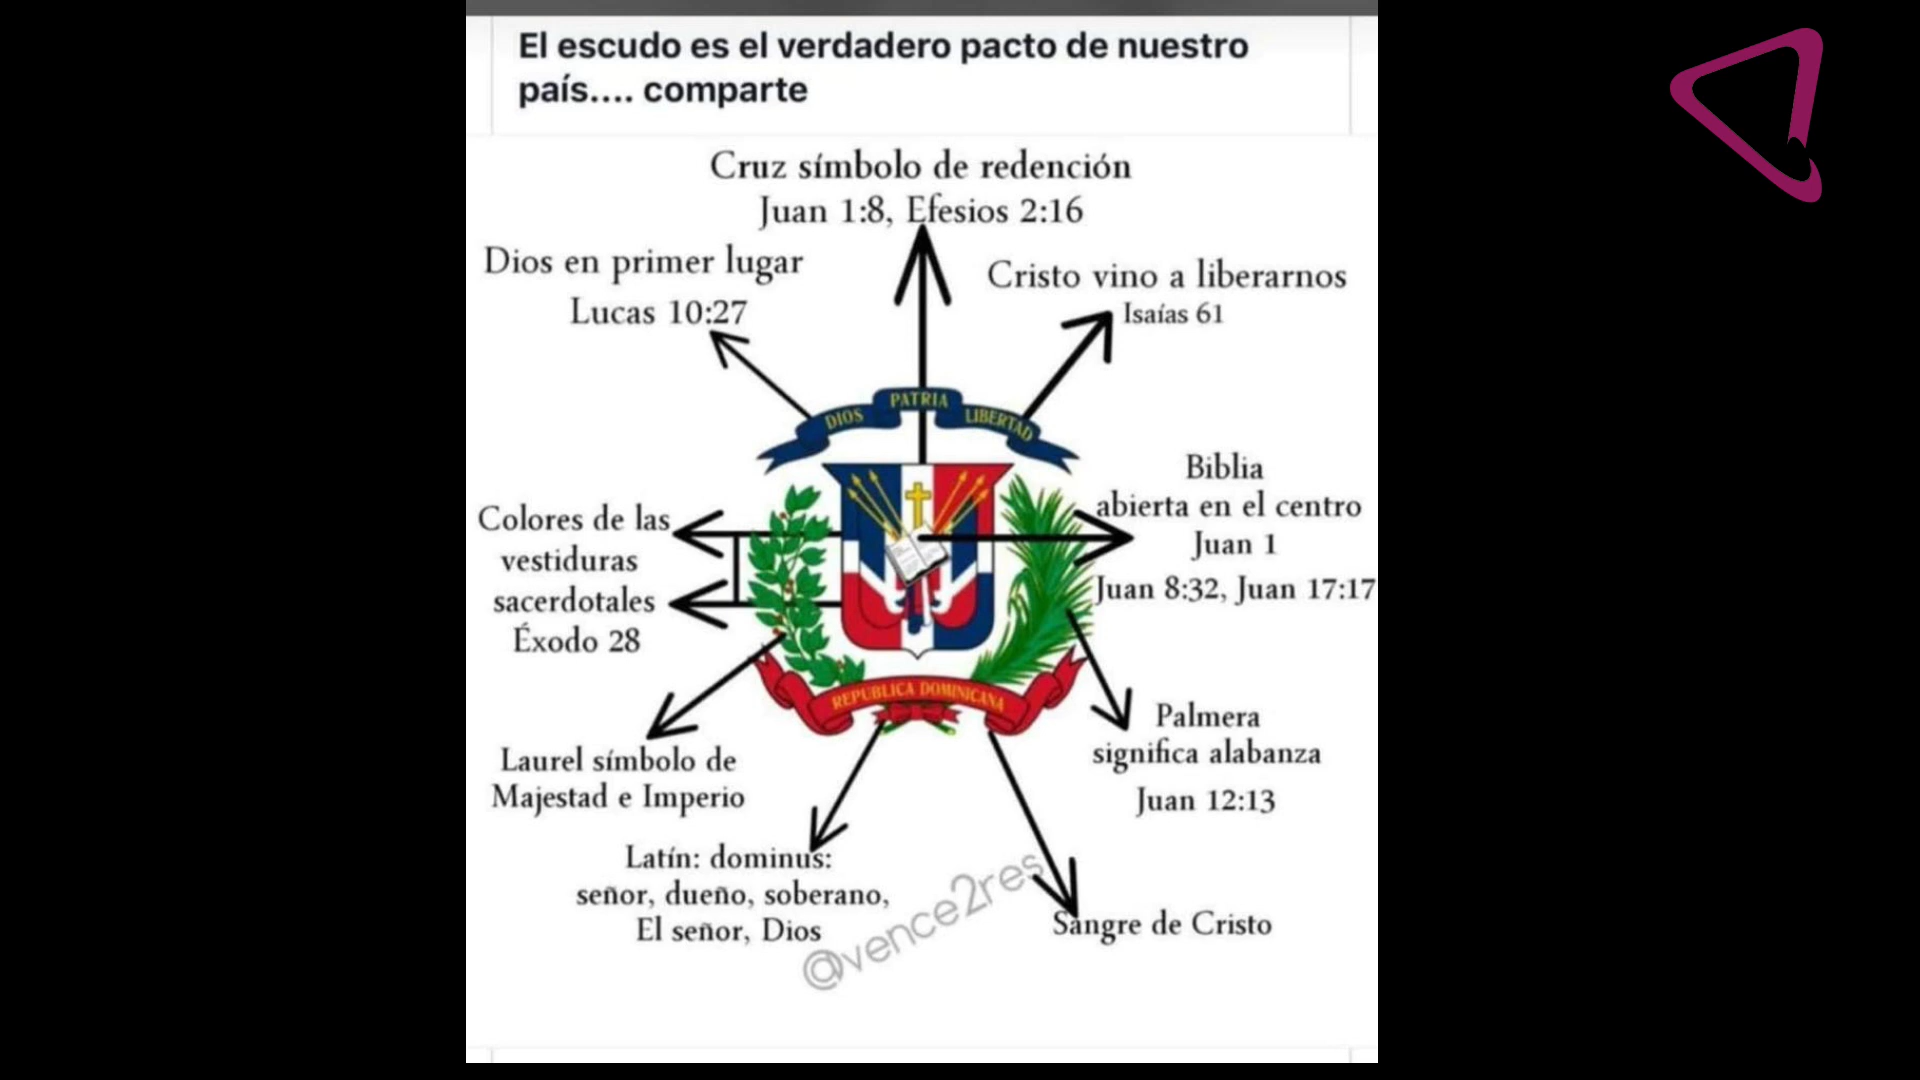 El escudo es el verdadero pacto de nuestro
país.... comparte
Cruz símbolo de redención
Juan 1:8, Efesios 2:16
Dios en primer lugar
Lucas 10:27
Cristo vino a liberarnos
Isaías 61
DIOS PATRIA LIBERTAD
Biblia
abierta en el centro
Juan 1
Juan 8:32, Juan 17:17
Colores de las
vestiduras
sacerdotales
Éxodo 28
REPUBLICA DOMINICANA
Laurel símbolo de
Majestad e Imperio
Palmera
significa alabanza
Juan 12:13
Latín: dominus:
señor, dueño, soberano,
El señor, Dios
Sangre de Cristo
@vence2res